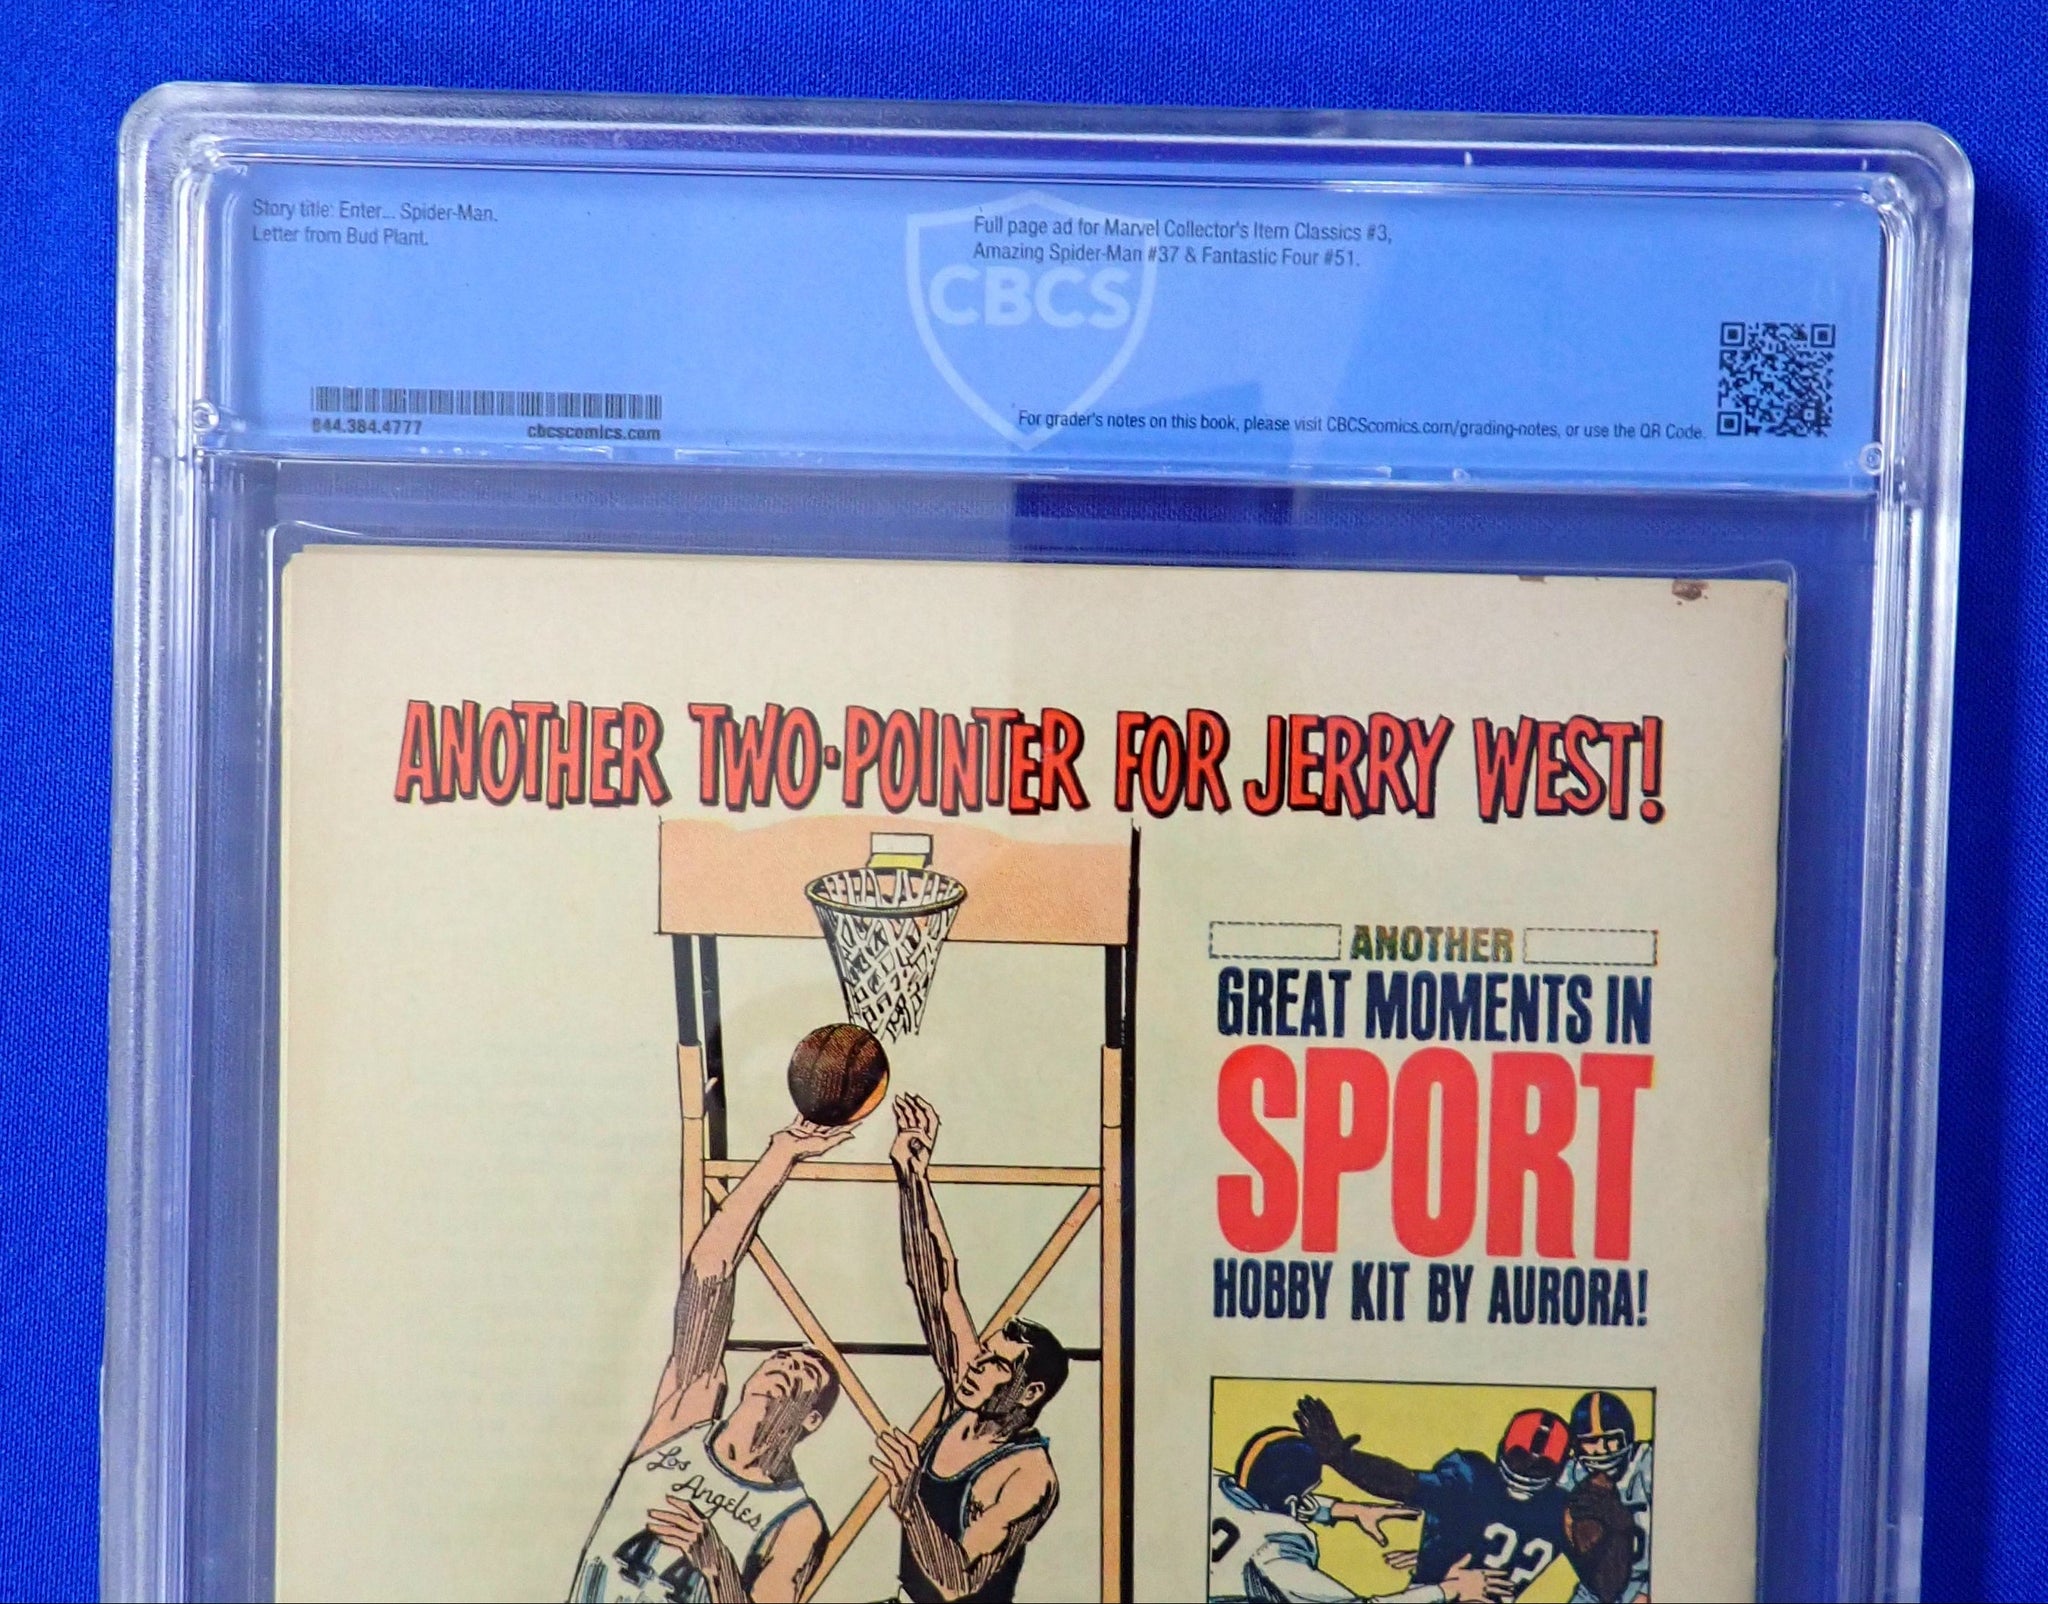 Story title: Enter... Spider-Man.
Letter from Bud Plant.
Full page ad for Marvel Collector's Item Classics #3,
Amazing Spider-Man #37 & Fantastic Four #51.
CBCS
844.384.4777
cbcscomics.com
For grader's notes on this book, please visit CBCScomics.com/grading-notes, or use the QR Code.
ANOTHER TWO-POINTER FOR JERRY WEST!
ANOTHER
GREAT MOMENTS IN
SPORT
HOBBY KIT BY AURORA!
Los
Angeles
44
32